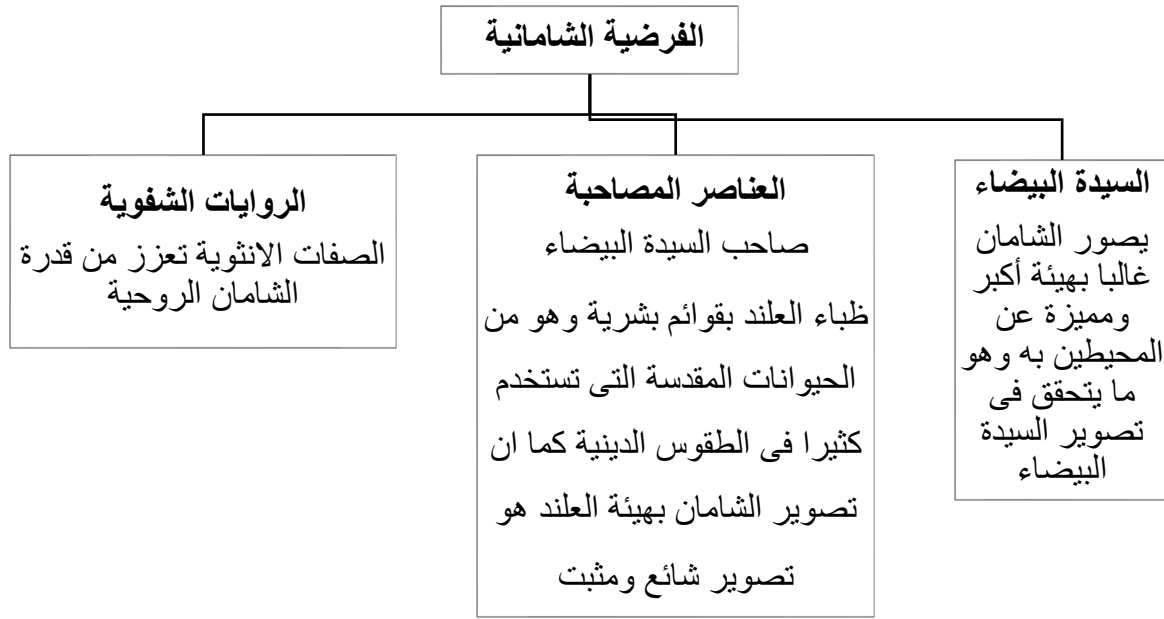 الفرضية الشامانية
السيدة البيضاء
يصور الشامان
غالبا بهيئة أكبر
ومميزة عن
المحيطين به وهو
ما يتحقق فى
تصوير السيدة
البيضاء
العناصر المصاحبة
صاحب السيدة البيضاء
ظباء العلند بقوائم بشرية وهو من
الحيوانات المقدسة التى تستخدم
كثيرا فى الطقوس الدينية كما ان
تصوير الشامان بهيئة العلند هو
تصوير شائع ومثبت
الروايات الشفوية
الصفات الانثوية تعزز من قدرة
الشامان الروحية